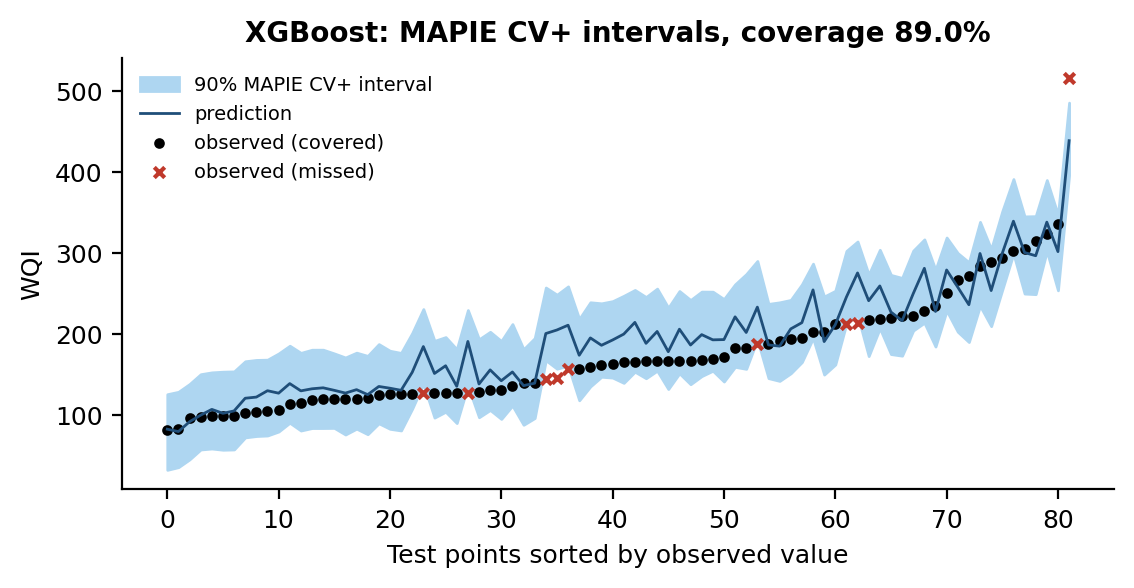 XGBoost: MAPIE CV+ intervals, coverage 89.0%
90% MAPIE CV+ interval
prediction
observed (covered)
observed (missed)
WQI
500
400
300
200
100
0 10 20 30 40 50 60 70 80
Test points sorted by observed value